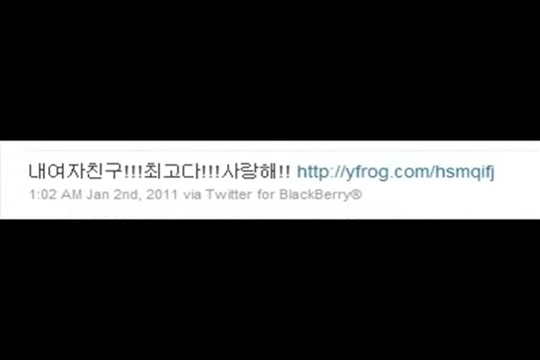 내여자친구!!!최고다!!!사랑해!! http://yfrog.com/hsmqifj
1:02 AM Jan 2nd, 2011 via Twitter for BlackBerry®